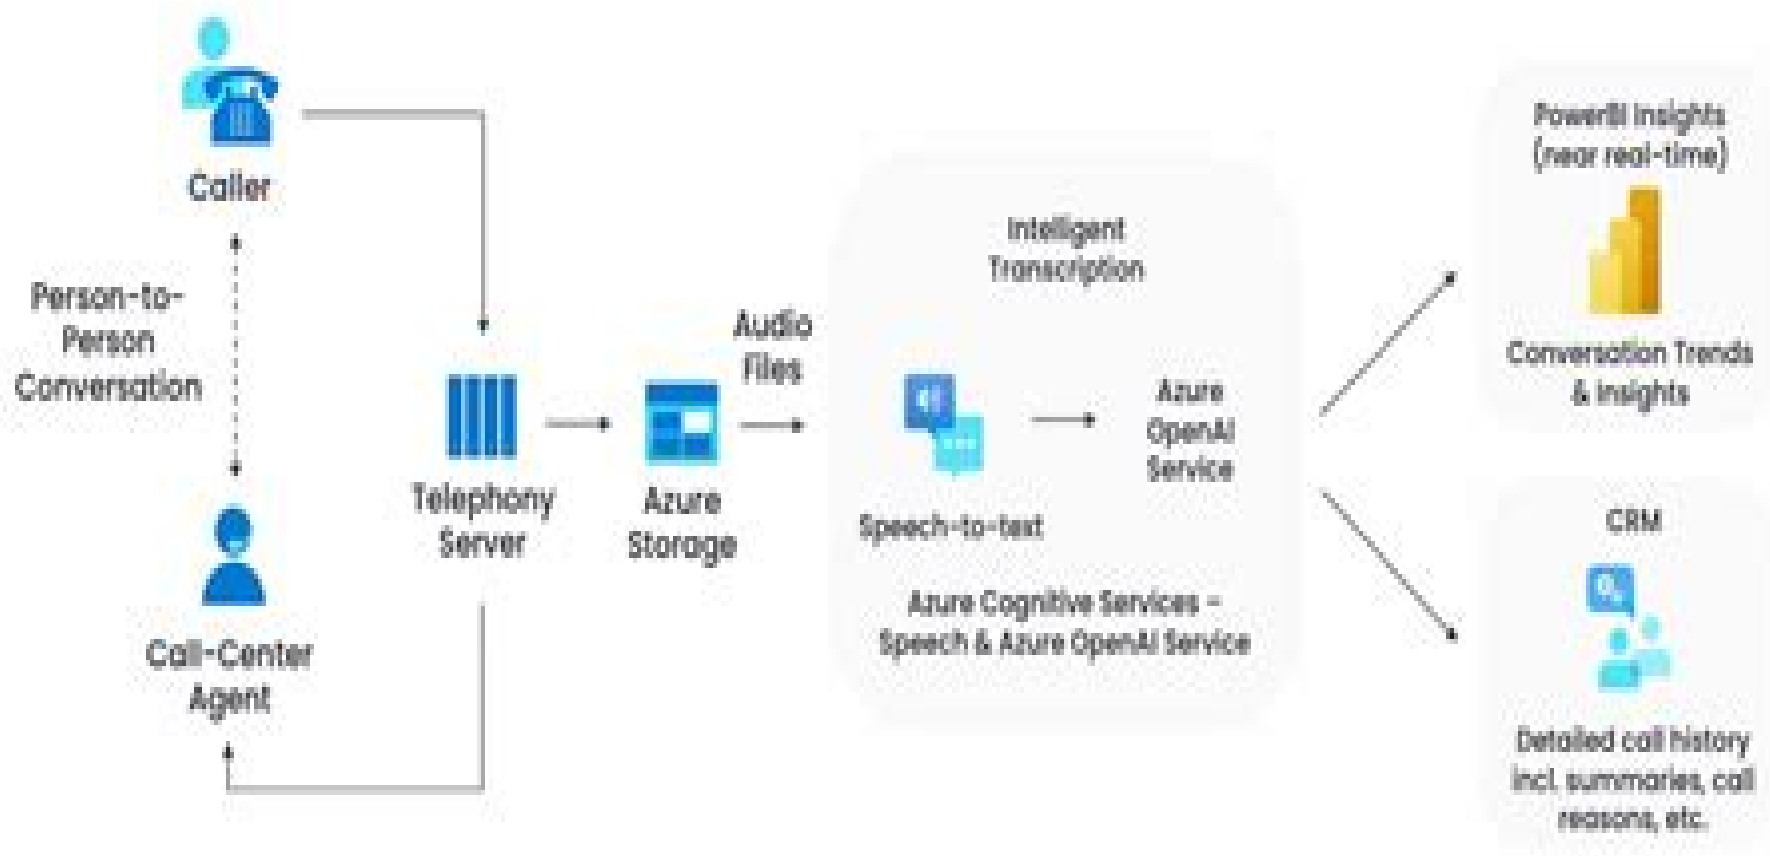 Caller
Person-to-
Person
Conversation
Call-Center
Agent
Telephony
Server
Azure
Storage
Audio
Files
Intelligent
Transcription
Speech-to-text
Azure
OpenAI
Service
Azure Cognitive Services –
Speech & Azure OpenAI Service
PowerBI Insights
(near real-time)
Conversation Trends
& Insights
CRM
Detailed call history
incl. summaries, call
reasons, etc.